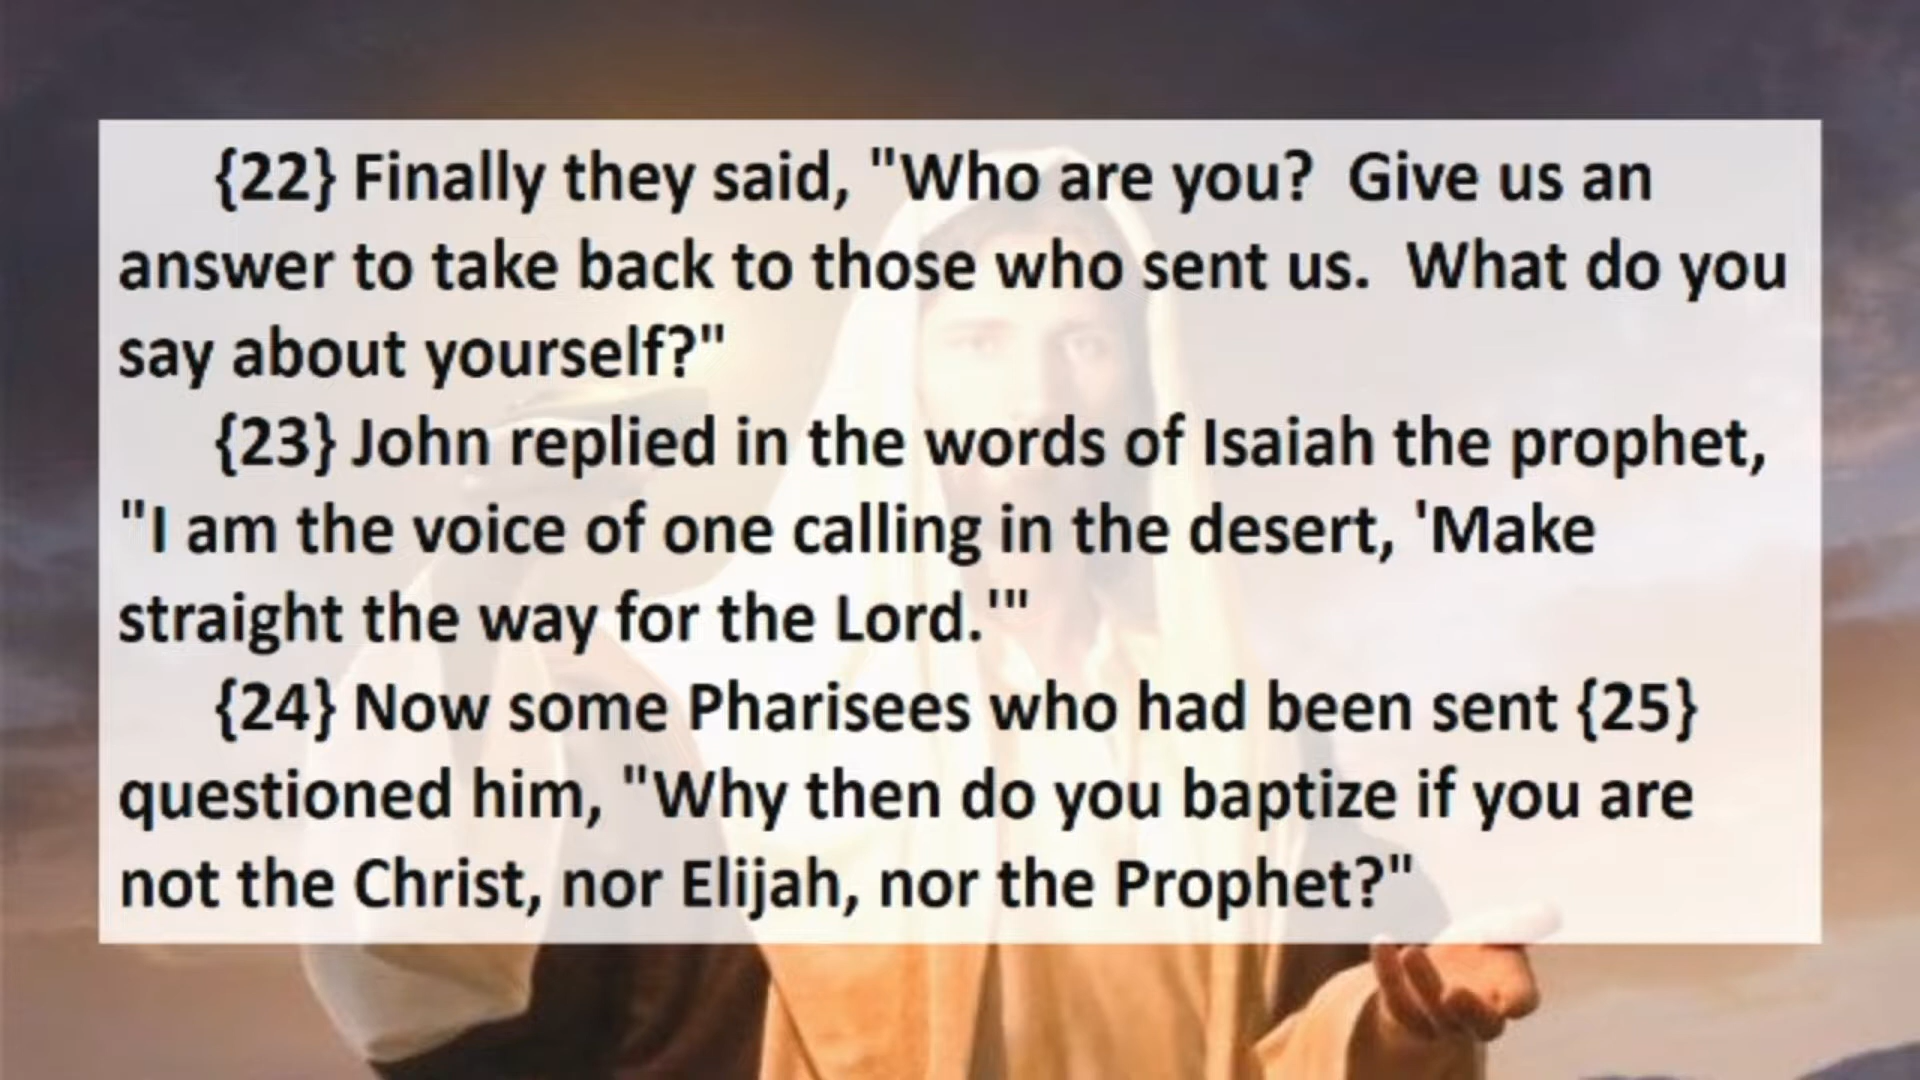 {22} Finally they said, "Who are you?  Give us an
answer to take back to those who sent us.  What do you
say about yourself?"
{23} John replied in the words of Isaiah the prophet,
"I am the voice of one calling in the desert, 'Make
straight the way for the Lord.'"
{24} Now some Pharisees who had been sent {25}
questioned him, "Why then do you baptize if you are
not the Christ, nor Elijah, nor the Prophet?"